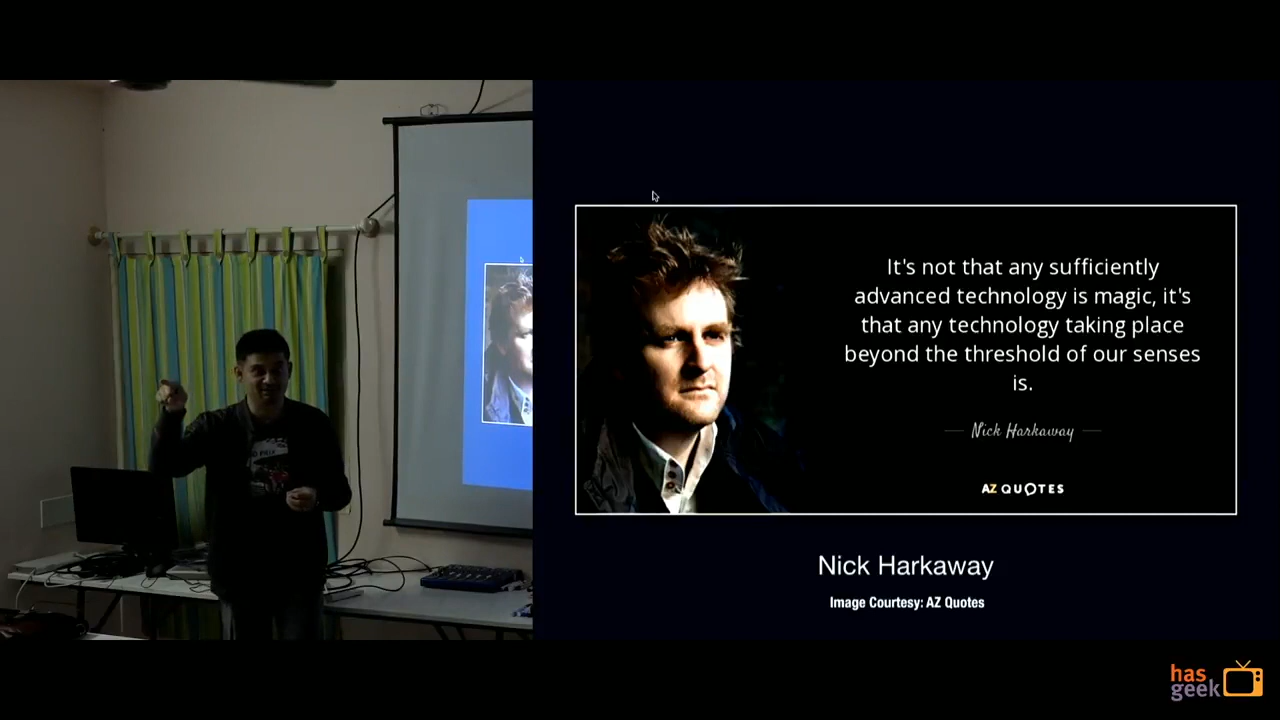 It's not that any sufficiently
advanced technology is magic, it's
that any technology taking place
beyond the threshold of our senses
is.
Nick Harkaway
AZ QUOTES
Nick Harkaway
Image Courtesy: AZ Quotes
has
geek